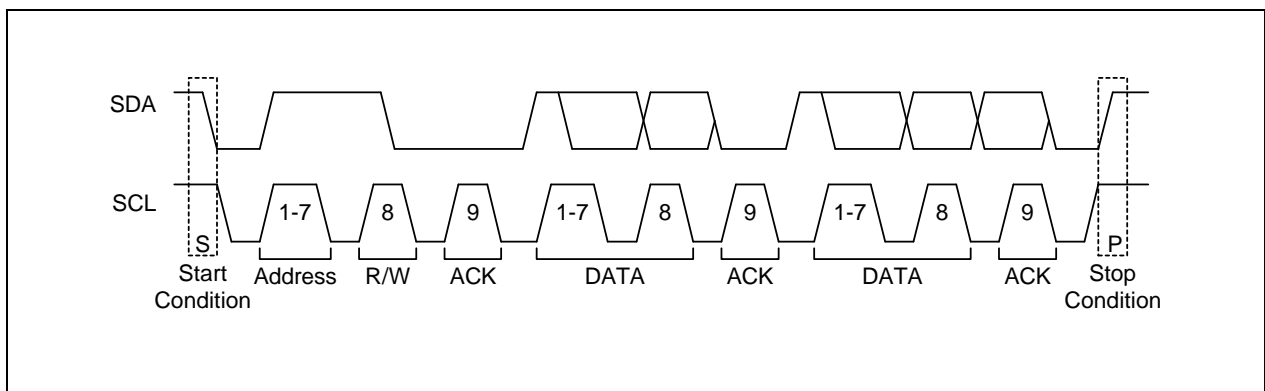 SDA
SCL
1-7 8 9 1-7 8 9 1-7 8 9
S P
Start Condition
Address R/W ACK DATA ACK DATA ACK
Stop Condition